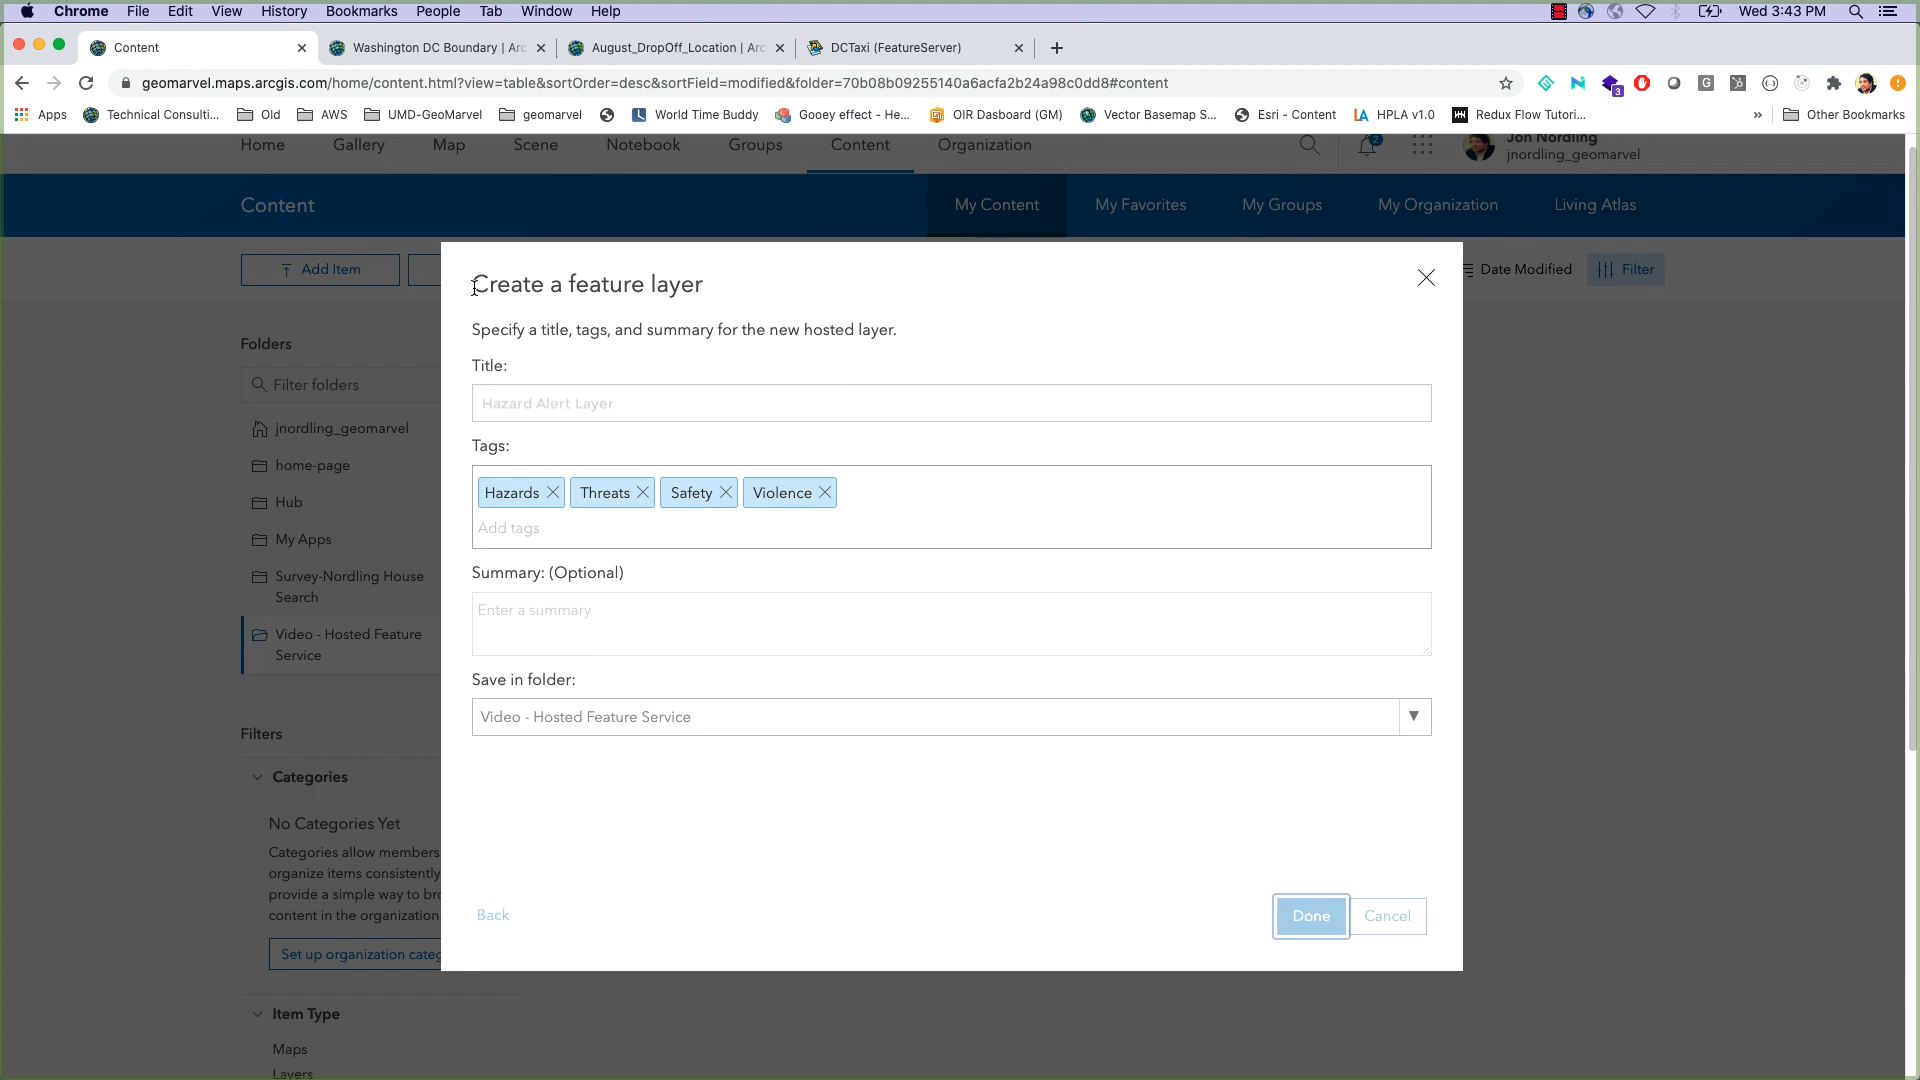 Chrome File Edit View History Bookmarks People Tab Window Help Wed 3:43 PM
Content Washington DC Boundary | Arc August_DropOff_Location | Arc DCTaxi (FeatureServer)
geomarvel.maps.arcgis.com/home/content.html?view=table&sortOrder=desc&sortField=modified&folder=70b08b09255140a6acfa2b24a98c0dd8#content
3
Apps Technical Consulti... Old AWS UMD-GeoMarvel geomarvel World Time Buddy Gooey effect - He... OIR Dasboard (GM) Vector Basemap S... Esri - Content HPLA v1.0 Redux Flow Tutori... » Other Bookmarks
Home Gallery Map Scene Notebook Groups Content Organization 2 Jon Nordling
jnordling_geomarvel
Content My Content My Favorites My Groups My Organization Living Atlas
Add Item Date Modified Filter
Create a feature layer
Specify a title, tags, and summary for the new hosted layer.
Title:
Hazard Alert Layer
Tags:
Hazards Threats Safety Violence
Add tags
Summary: (Optional)
Enter a summary
Save in folder:
Video - Hosted Feature Service
Back Done Cancel
Folders
Filter folders
jnordling_geomarvel
home-page
Hub
My Apps
Survey-Nordling House
Search
Video - Hosted Feature
Service
Filters
Categories
No Categories Yet
Categories allow members
organize items consistently
provide a simple way to
content in the organization.
Set up organization categ
Item Type
Maps
Layers